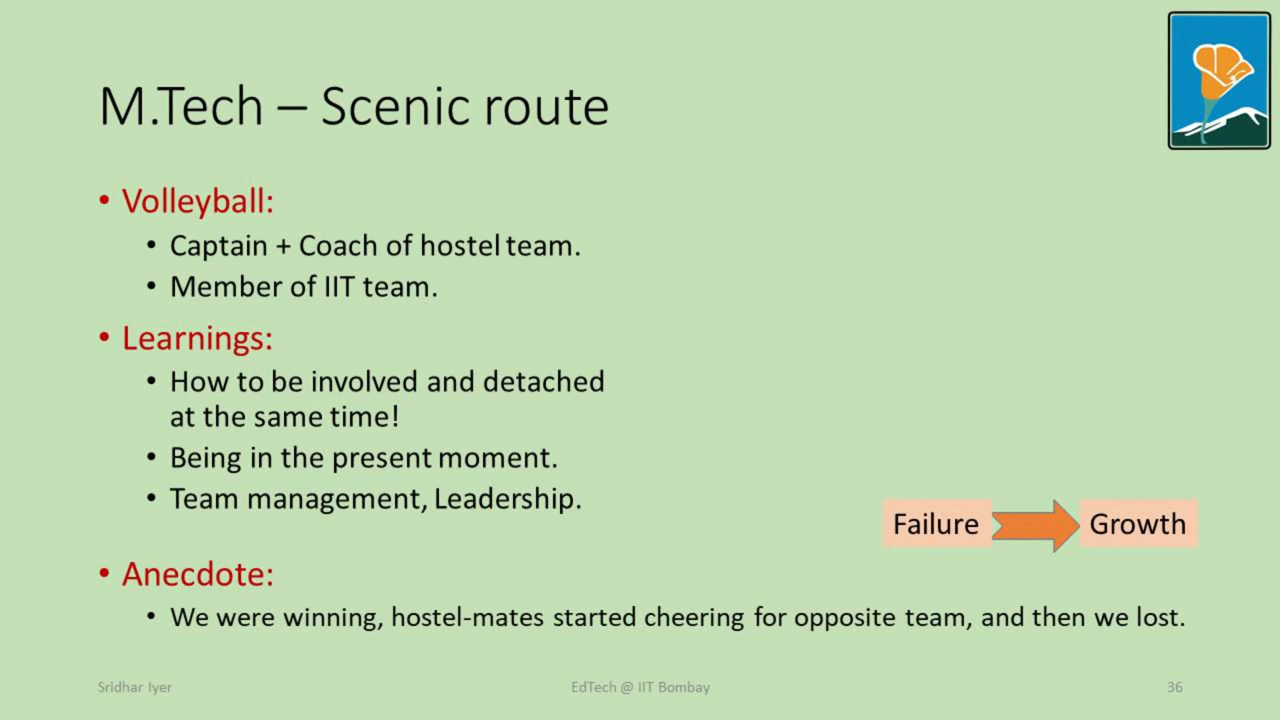 M.Tech – Scenic route
• Volleyball:
• Captain + Coach of hostel team.
• Member of IIT team.
• Learnings:
• How to be involved and detached
at the same time!
• Being in the present moment.
• Team management, Leadership.
Failure
Growth
• Anecdote:
• We were winning, hostel-mates started cheering for opposite team, and then we lost.
Sridhar Iyer
EdTech @ IIT Bombay
36